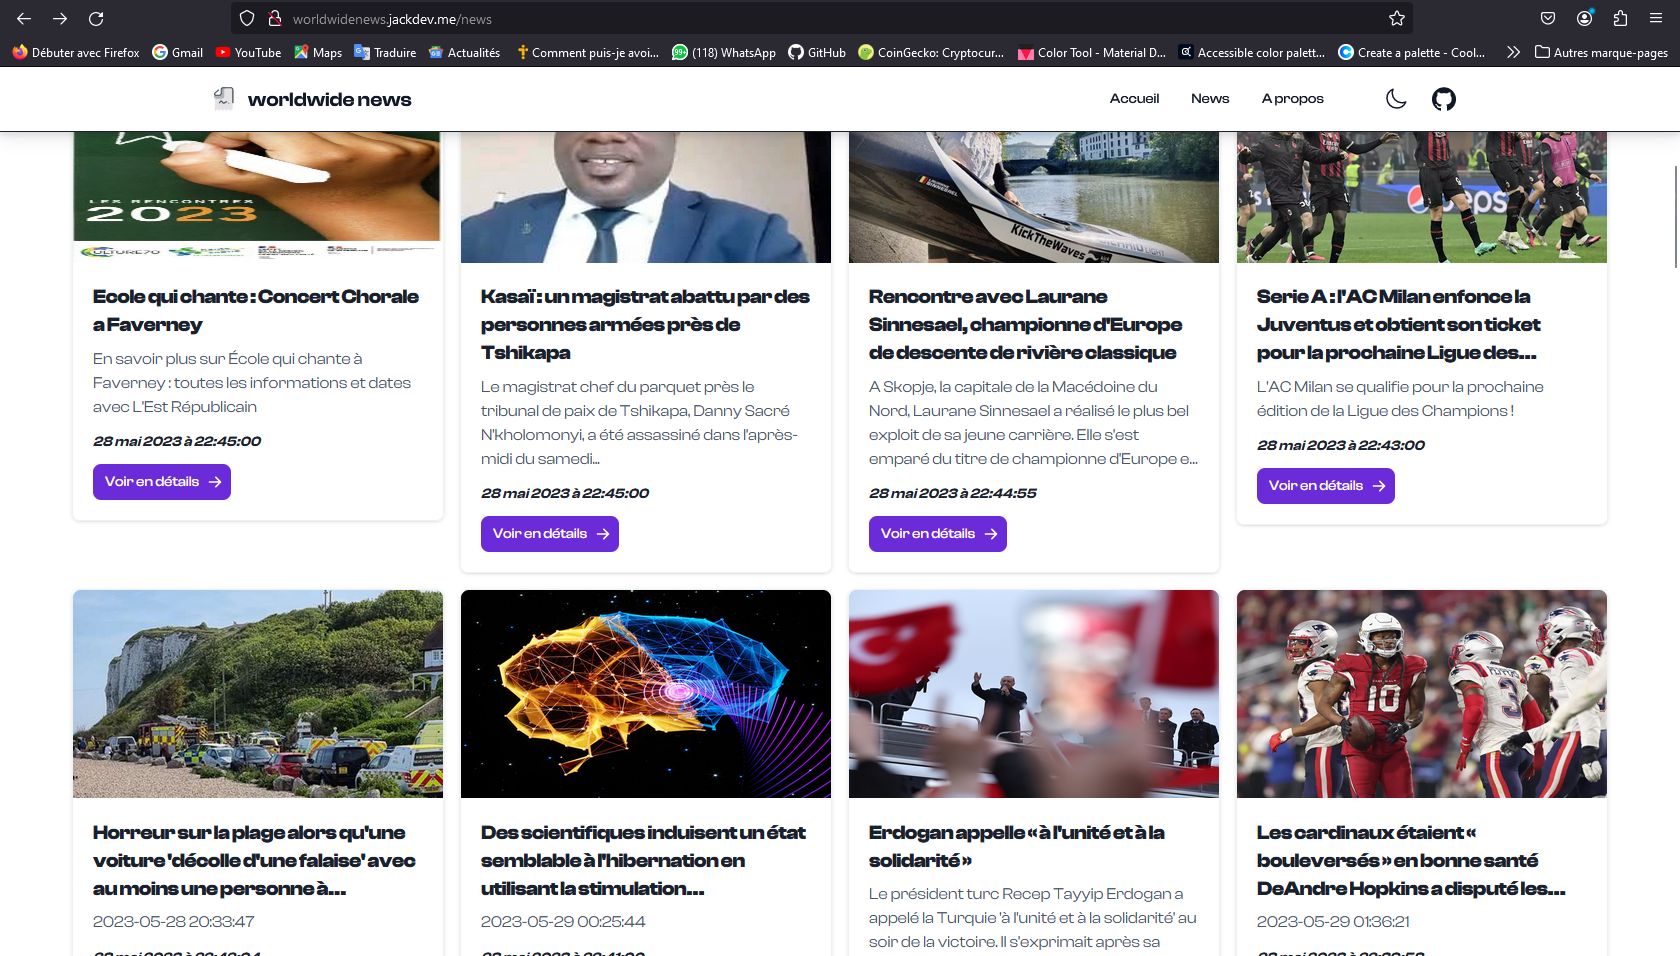 worldwidenews.jackdev.me/news
Débuter avec Firefox
Gmail
YouTube
Maps
Traduire
Actualités
Comment puis-je avoi...
(118) WhatsApp
GitHub
CoinGecko: Cryptocur...
Color Tool - Material D...
Accessible color palett...
Create a palette - Cool...
Autres marque-pages
worldwide news
Accueil
News
A propos
LES RENCONTRES
2023
CULTURE70
LAURANE SINNESAEL
KickTheWaves
pepsi
Ecole qui chante : Concert Chorale
a Faverney
En savoir plus sur École qui chante à
Faverney : toutes les informations et dates
avec L'Est Républicain
28 mai 2023 à 22:45:00
Voir en détails
Kasaï : un magistrat abattu par des
personnes armées près de
Tshikapa
Le magistrat chef du parquet près le
tribunal de paix de Tshikapa, Danny Sacré
N'kholomonyi, a été assassiné dans l'après-
midi du samedi...
28 mai 2023 à 22:45:00
Voir en détails
Rencontre avec Laurane
Sinnesael, championne d'Europe
de descente de rivière classique
A Skopje, la capitale de la Macédoine du
Nord, Laurane Sinnesael a réalisé le plus bel
exploit de sa jeune carrière. Elle s'est
emparé du titre de championne d'Europe e...
28 mai 2023 à 22:44:55
Voir en détails
Serie A : l'AC Milan enfonce la
Juventus et obtient son ticket
pour la prochaine Ligue des...
L'AC Milan se qualifie pour la prochaine
édition de la Ligue des Champions !
28 mai 2023 à 22:43:00
Voir en détails
10
3
Horreur sur la plage alors qu'une
voiture 'décolle d'une falaise' avec
au moins une personne à...
2023-05-28 20:33:47
Des scientifiques induisent un état
semblable à l'hibernation en
utilisant la stimulation...
2023-05-29 00:25:44
Erdogan appelle « à l'unité et à la
solidarité »
Le président turc Recep Tayyip Erdogan a
appelé la Turquie 'à l'unité et à la solidarité' au
soir de la victoire. Il s'exprimait après sa
Les cardinaux étaient «
bouleversés » en bonne santé
DeAndre Hopkins a disputé les...
2023-05-29 01:36:21